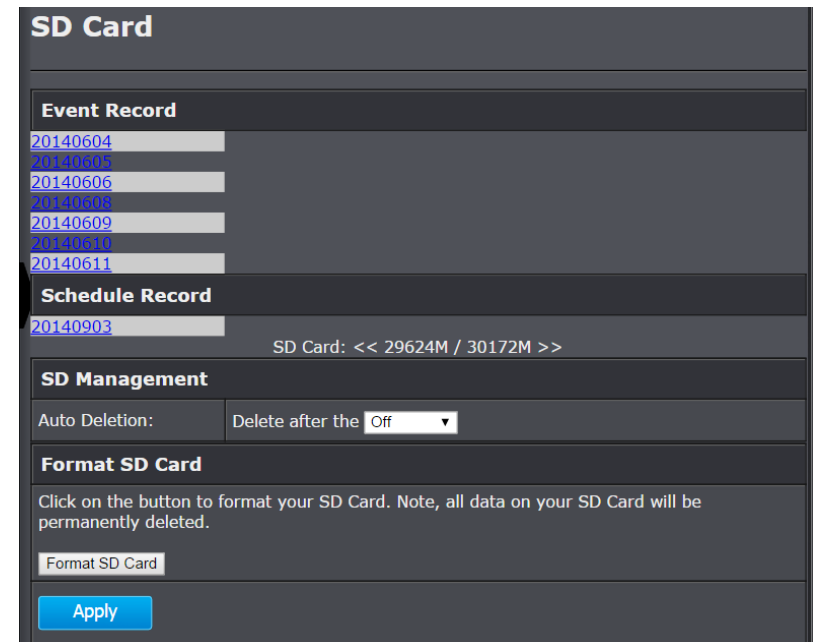 SD Card
Event Record
20140604
20140605
20140606
20140608
20140609
20140610
20140611
Schedule Record
20140903
SD Card: << 29624M / 30172M >>
SD Management
Auto Deletion: Delete after the Off
Format SD Card
Click on the button to format your SD Card. Note, all data on your SD Card will be
permanently deleted.
Format SD Card
Apply